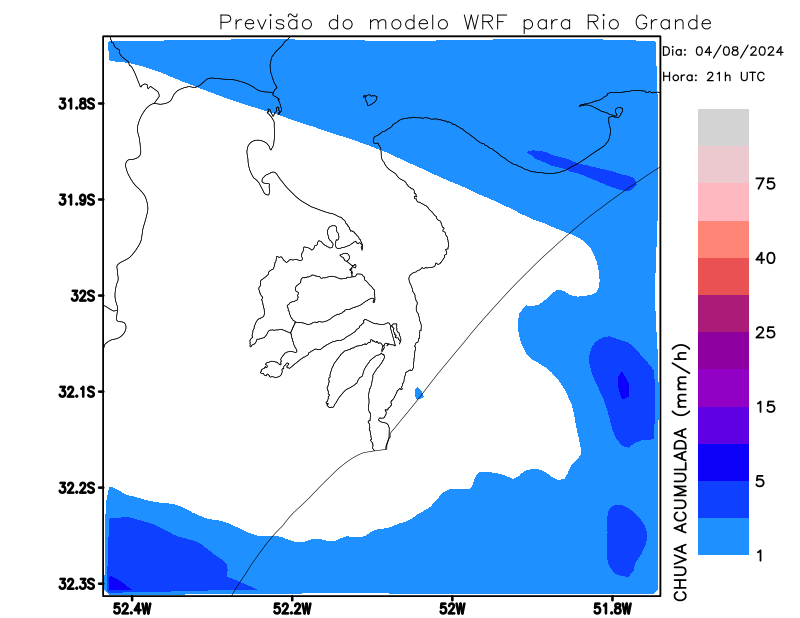 Previsão do modelo WRF para Rio Grande
Dia: 04/08/2024
Hora: 21h UTC
31.8S
31.9S
32S
32.1S
32.2S
32.3S
52.4W
52.2W
52W
51.8W
75
40
25
15
5
1
CHUVA ACUMULADA (mm/h)